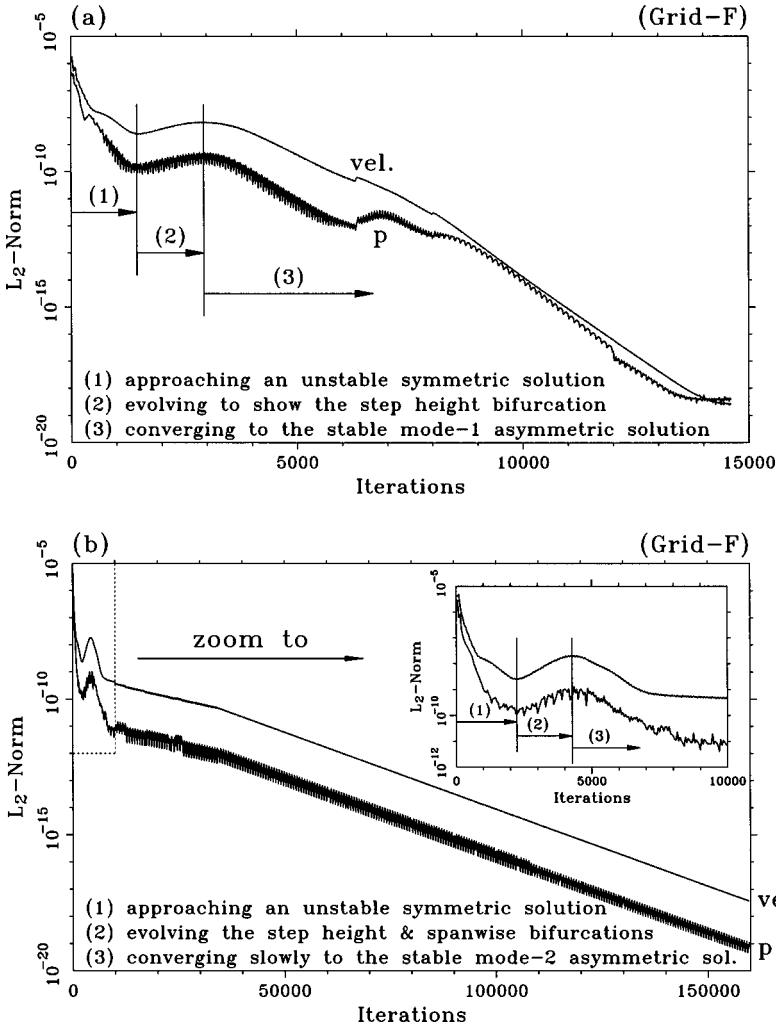 (a) (Grid-F)
10⁻⁵
10⁻¹⁰
10⁻¹⁵
10⁻²⁰
L₂-Norm
vel.
p
(1)
(2)
(3)
(1) approaching an unstable symmetric solution
(2) evolving to show the step height bifurcation
(3) converging to the stable mode-1 asymmetric solution
0 5000 10000 15000
Iterations
(b) (Grid-F)
10⁻⁵
10⁻¹⁰
10⁻¹⁵
10⁻²⁰
L₂-Norm
zoom to
10⁻⁵
10⁻¹⁰
10⁻¹²
L₂-Norm
(1)
(2)
(3)
0 5000 10000
Iterations
ve
p
(1) approaching an unstable symmetric solution
(2) evolving the step height & spanwise bifurcations
(3) converging slowly to the stable mode-2 asymmetric sol.
0 50000 100000 150000
Iterations